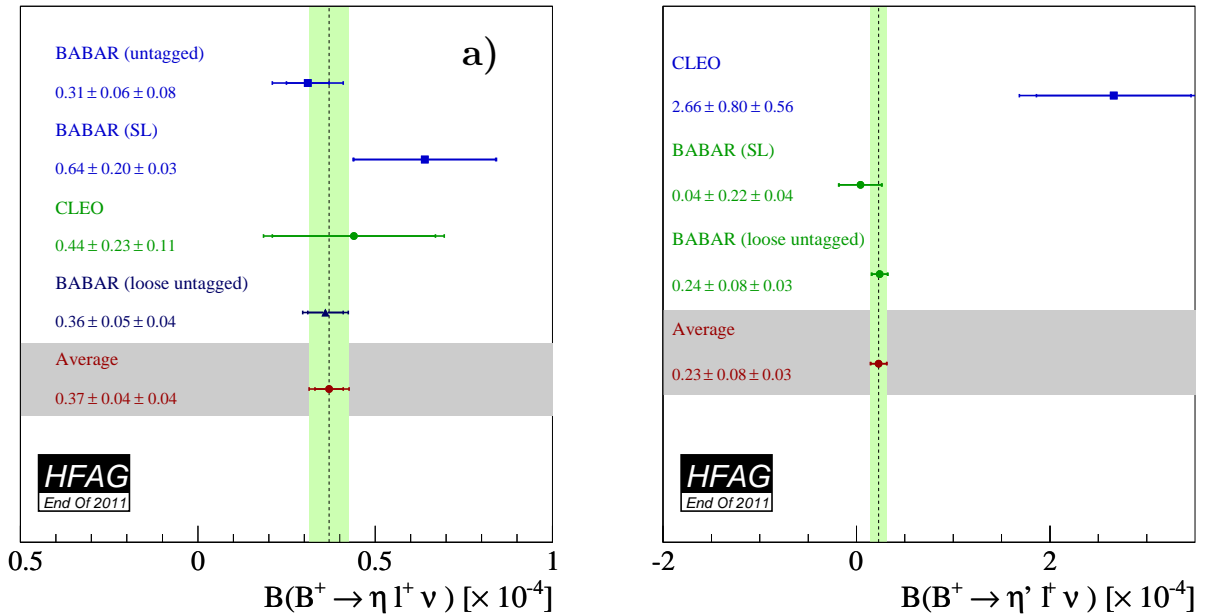 a)
BABAR (untagged)
0.31 ± 0.06 ± 0.08
BABAR (SL)
0.64 ± 0.20 ± 0.03
CLEO
0.44 ± 0.23 ± 0.11
BABAR (loose untagged)
0.36 ± 0.05 ± 0.04
Average
0.37 ± 0.04 ± 0.04
HFAG
End Of 2011
0.5 0 0.5 1
B(B⁺ → η l⁺ ν ) [× 10⁻⁴]
CLEO
2.66 ± 0.80 ± 0.56
BABAR (SL)
0.04 ± 0.22 ± 0.04
BABAR (loose untagged)
0.24 ± 0.08 ± 0.03
Average
0.23 ± 0.08 ± 0.03
HFAG
End Of 2011
-2 0 2
B(B⁺ → η’ l⁺ ν ) [× 10⁻⁴]